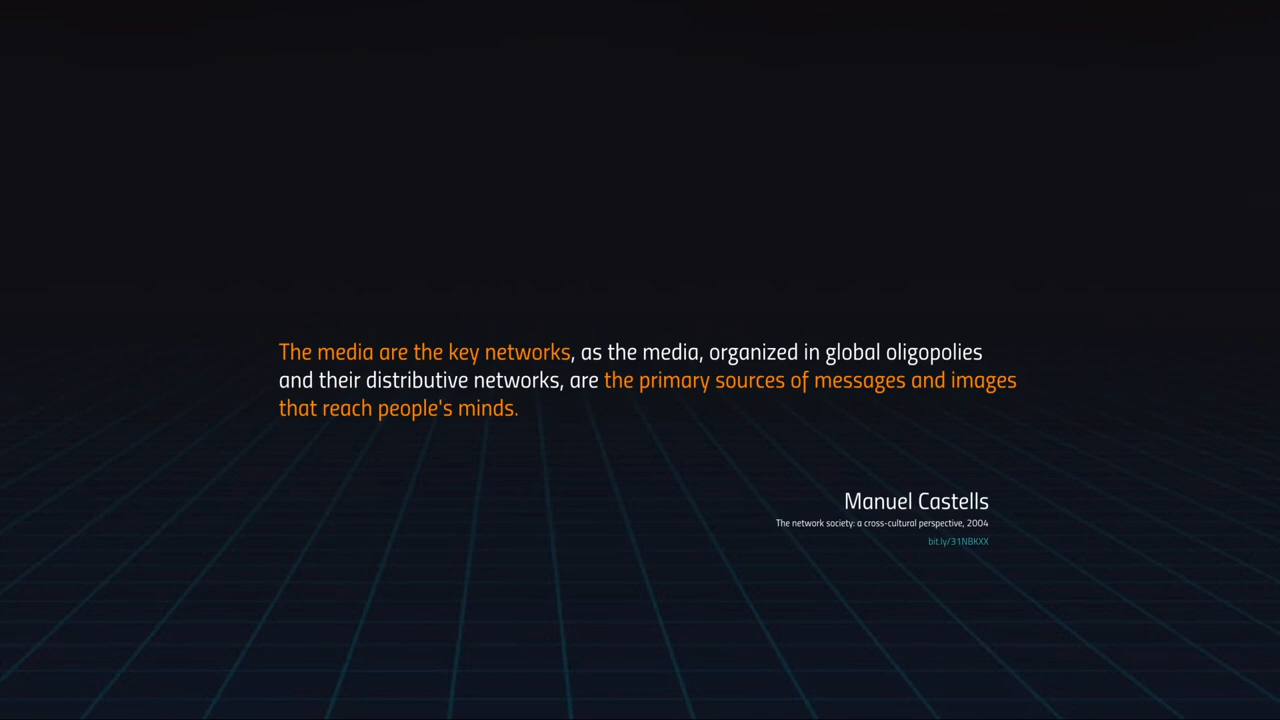 The media are the key networks, as the media, organized in global oligopolies
and their distributive networks, are the primary sources of messages and images
that reach people's minds.
Manuel Castells
The network society: a cross-cultural perspective, 2004
bit.ly/31NBKXX